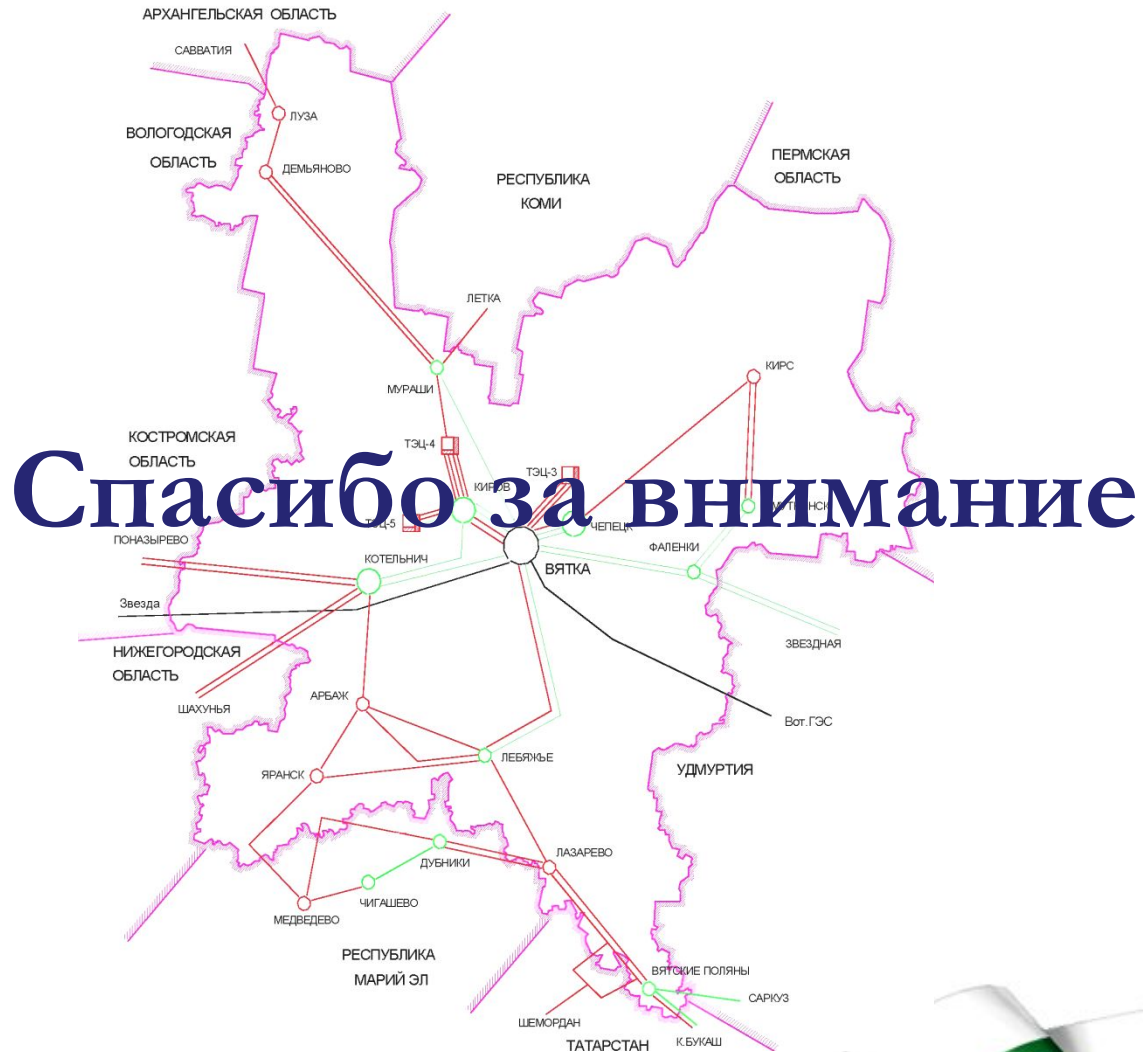 АРХАНГЕЛЬСКАЯ ОБЛАСТЬ
САВВАТИЯ
ЛУЗА
ВОЛОГОДСКАЯ
ОБЛАСТЬ
ДЕМЬЯНОВО
ПЕРМСКАЯ
ОБЛАСТЬ
РЕСПУБЛИКА
КОМИ
ЛЕТКА
МУРАШИ
КИРС
КОСТРОМСКАЯ
ОБЛАСТЬ
ТЭЦ-4
ТЭЦ-3
КИРОВ
Спасибо за внимание
ТЭЦ-5
ЧЕПЕЦК
ПОНАЗЫРЕВО
КОТЕЛЬНИЧ
ФАЛЕНКИ
ВЯТКА
Звезда
ЗВЕЗДНАЯ
НИЖЕГОРОДСКАЯ
ОБЛАСТЬ
ШАХУНЬЯ
АРБАЖ
Вот.ГЭС
ЛЕБЯЖЬЕ
ЯРАНСК
УДМУРТИЯ
ДУБНИКИ
ЛАЗАРЕВО
ЧИГАШЕВО
МЕДВЕДЕВО
РЕСПУБЛИКА
МАРИЙ ЭЛ
ВЯТСКИЕ ПОЛЯНЫ
САРКУЗ
ШЕМОРДАН
К.БУКАШ
ТАТАРСТАН